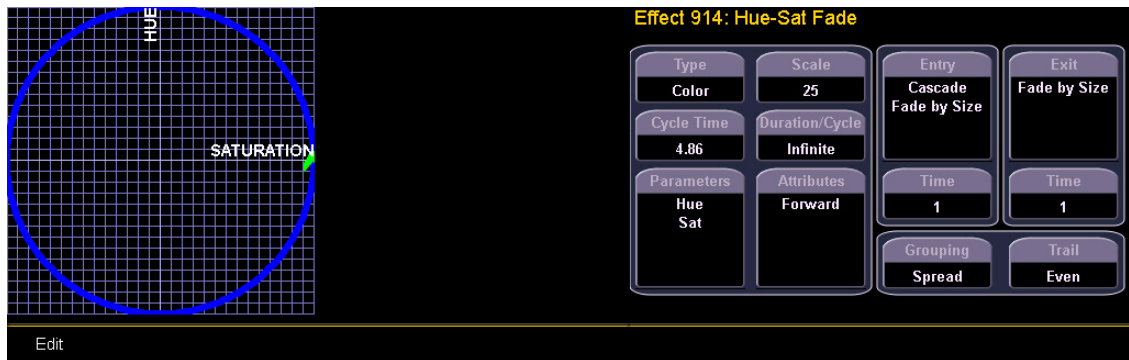 HUE
SATURATION
Effect 914: Hue-Sat Fade
Type
Color
Scale
25
Entry
Cascade
Fade by Size
Exit
Fade by Size
Cycle Time
4.86
Duration/Cycle
Infinite
Parameters
Hue
Sat
Attributes
Forward
Time
1
Time
1
Grouping
Spread
Trail
Even
Edit